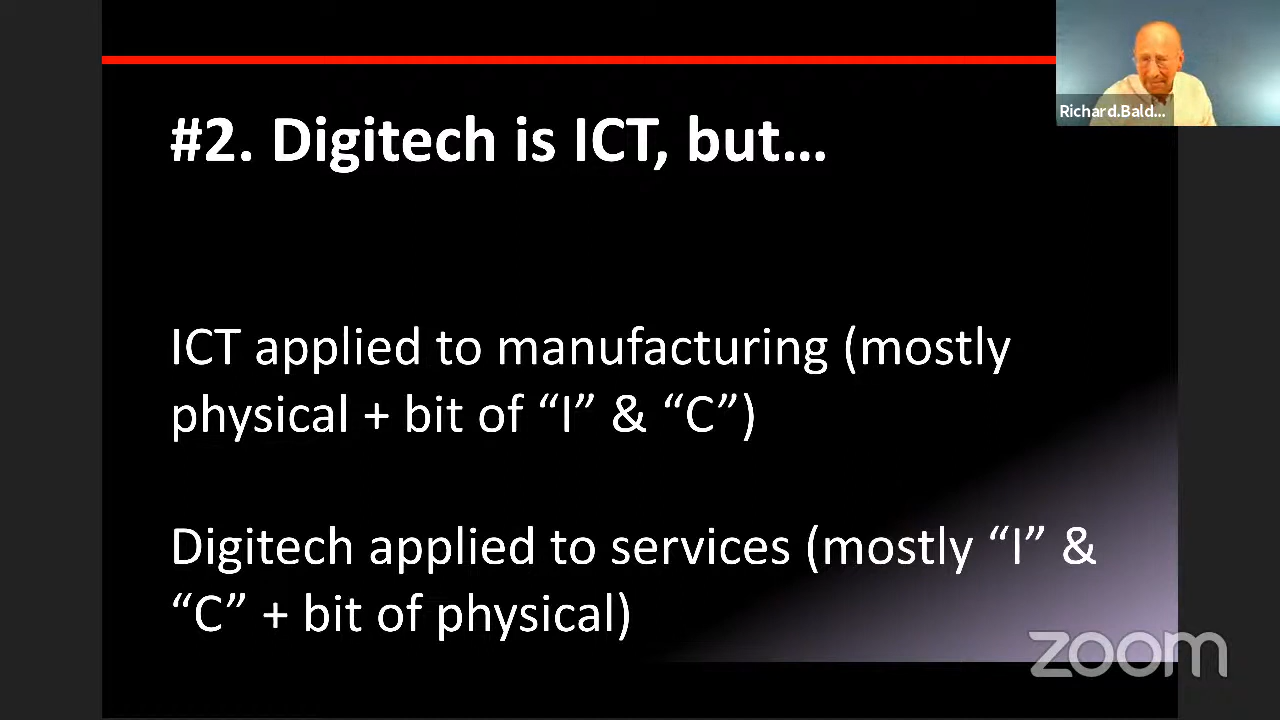 #2. Digitech is ICT, but...
Richard.Bald...
ICT applied to manufacturing (mostly
physical + bit of “I” & “C”)
Digitech applied to services (mostly “I” &
“C” + bit of physical)
zoom